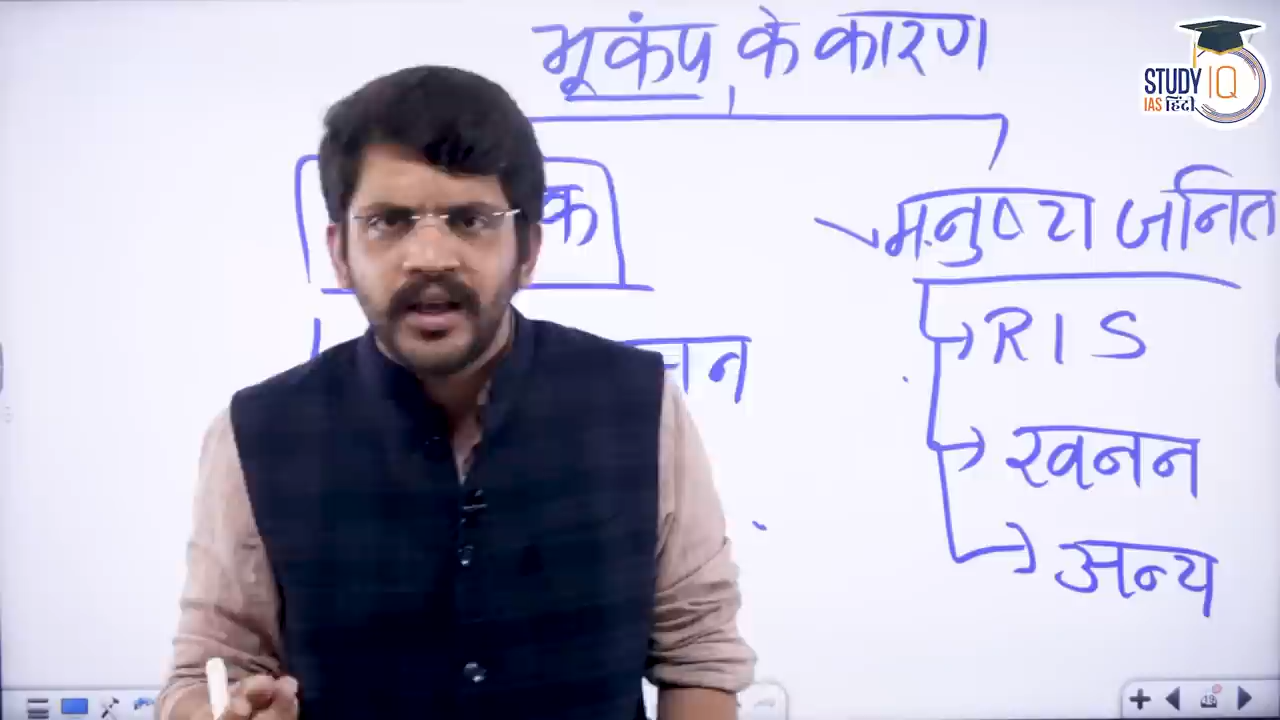 भूकंप के कारण
STUDY IQ
IAS हिंदी
मनुष्य जनित
RIS
खनन
अन्य